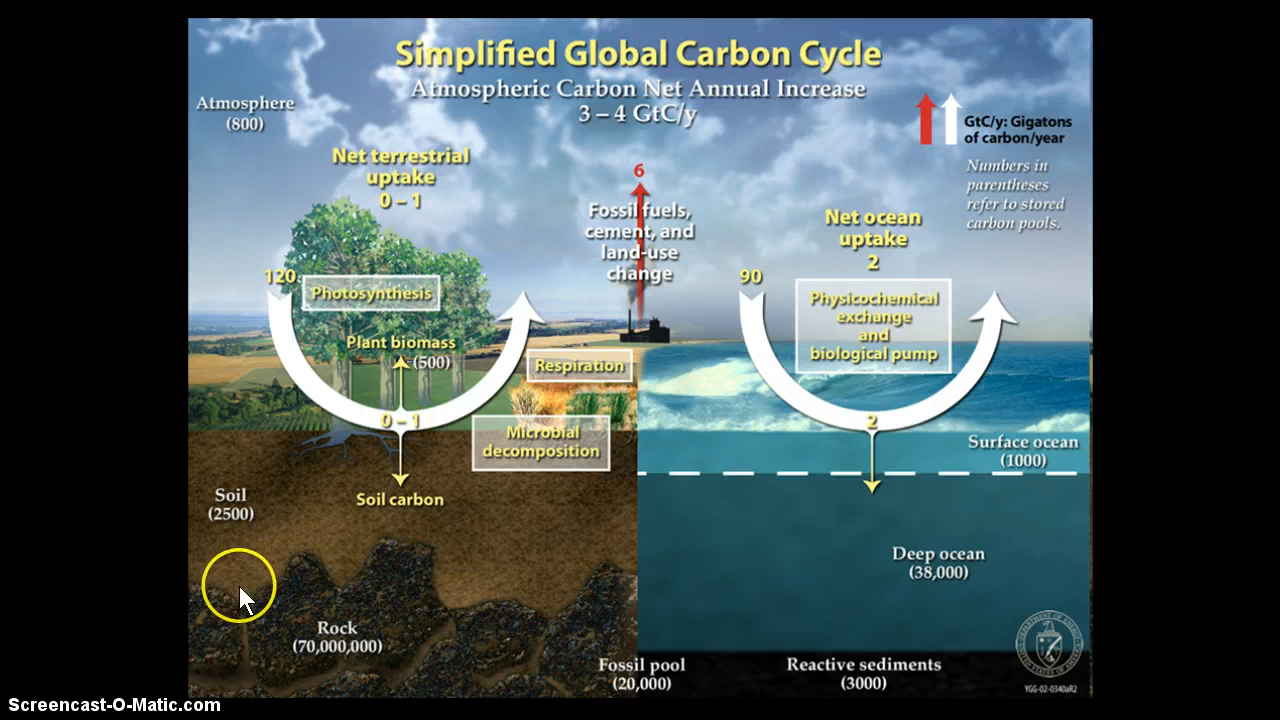 Simplified Global Carbon Cycle
Atmospheric Carbon Net Annual Increase
3 – 4 GtC/y
Atmosphere
(800)
GtC/y: Gigatons
of carbon/year
Numbers in
parentheses
refer to stored
carbon pools.
Net terrestrial
uptake
0 – 1
6
Fossil fuels,
cement, and
land-use
change
Net ocean
uptake
2
120
Photosynthesis
Plant biomass
(500)
Respiration
0 – 1
Microbial
decomposition
90
Physicochemical
exchange
and
biological pump
2
Surface ocean
(1000)
Soil
(2500)
Soil carbon
Deep ocean
(38,000)
Rock
(70,000,000)
Fossil pool
(20,000)
Reactive sediments
(3000)
YGG-02-0340aR2
Screencast-O-Matic.com